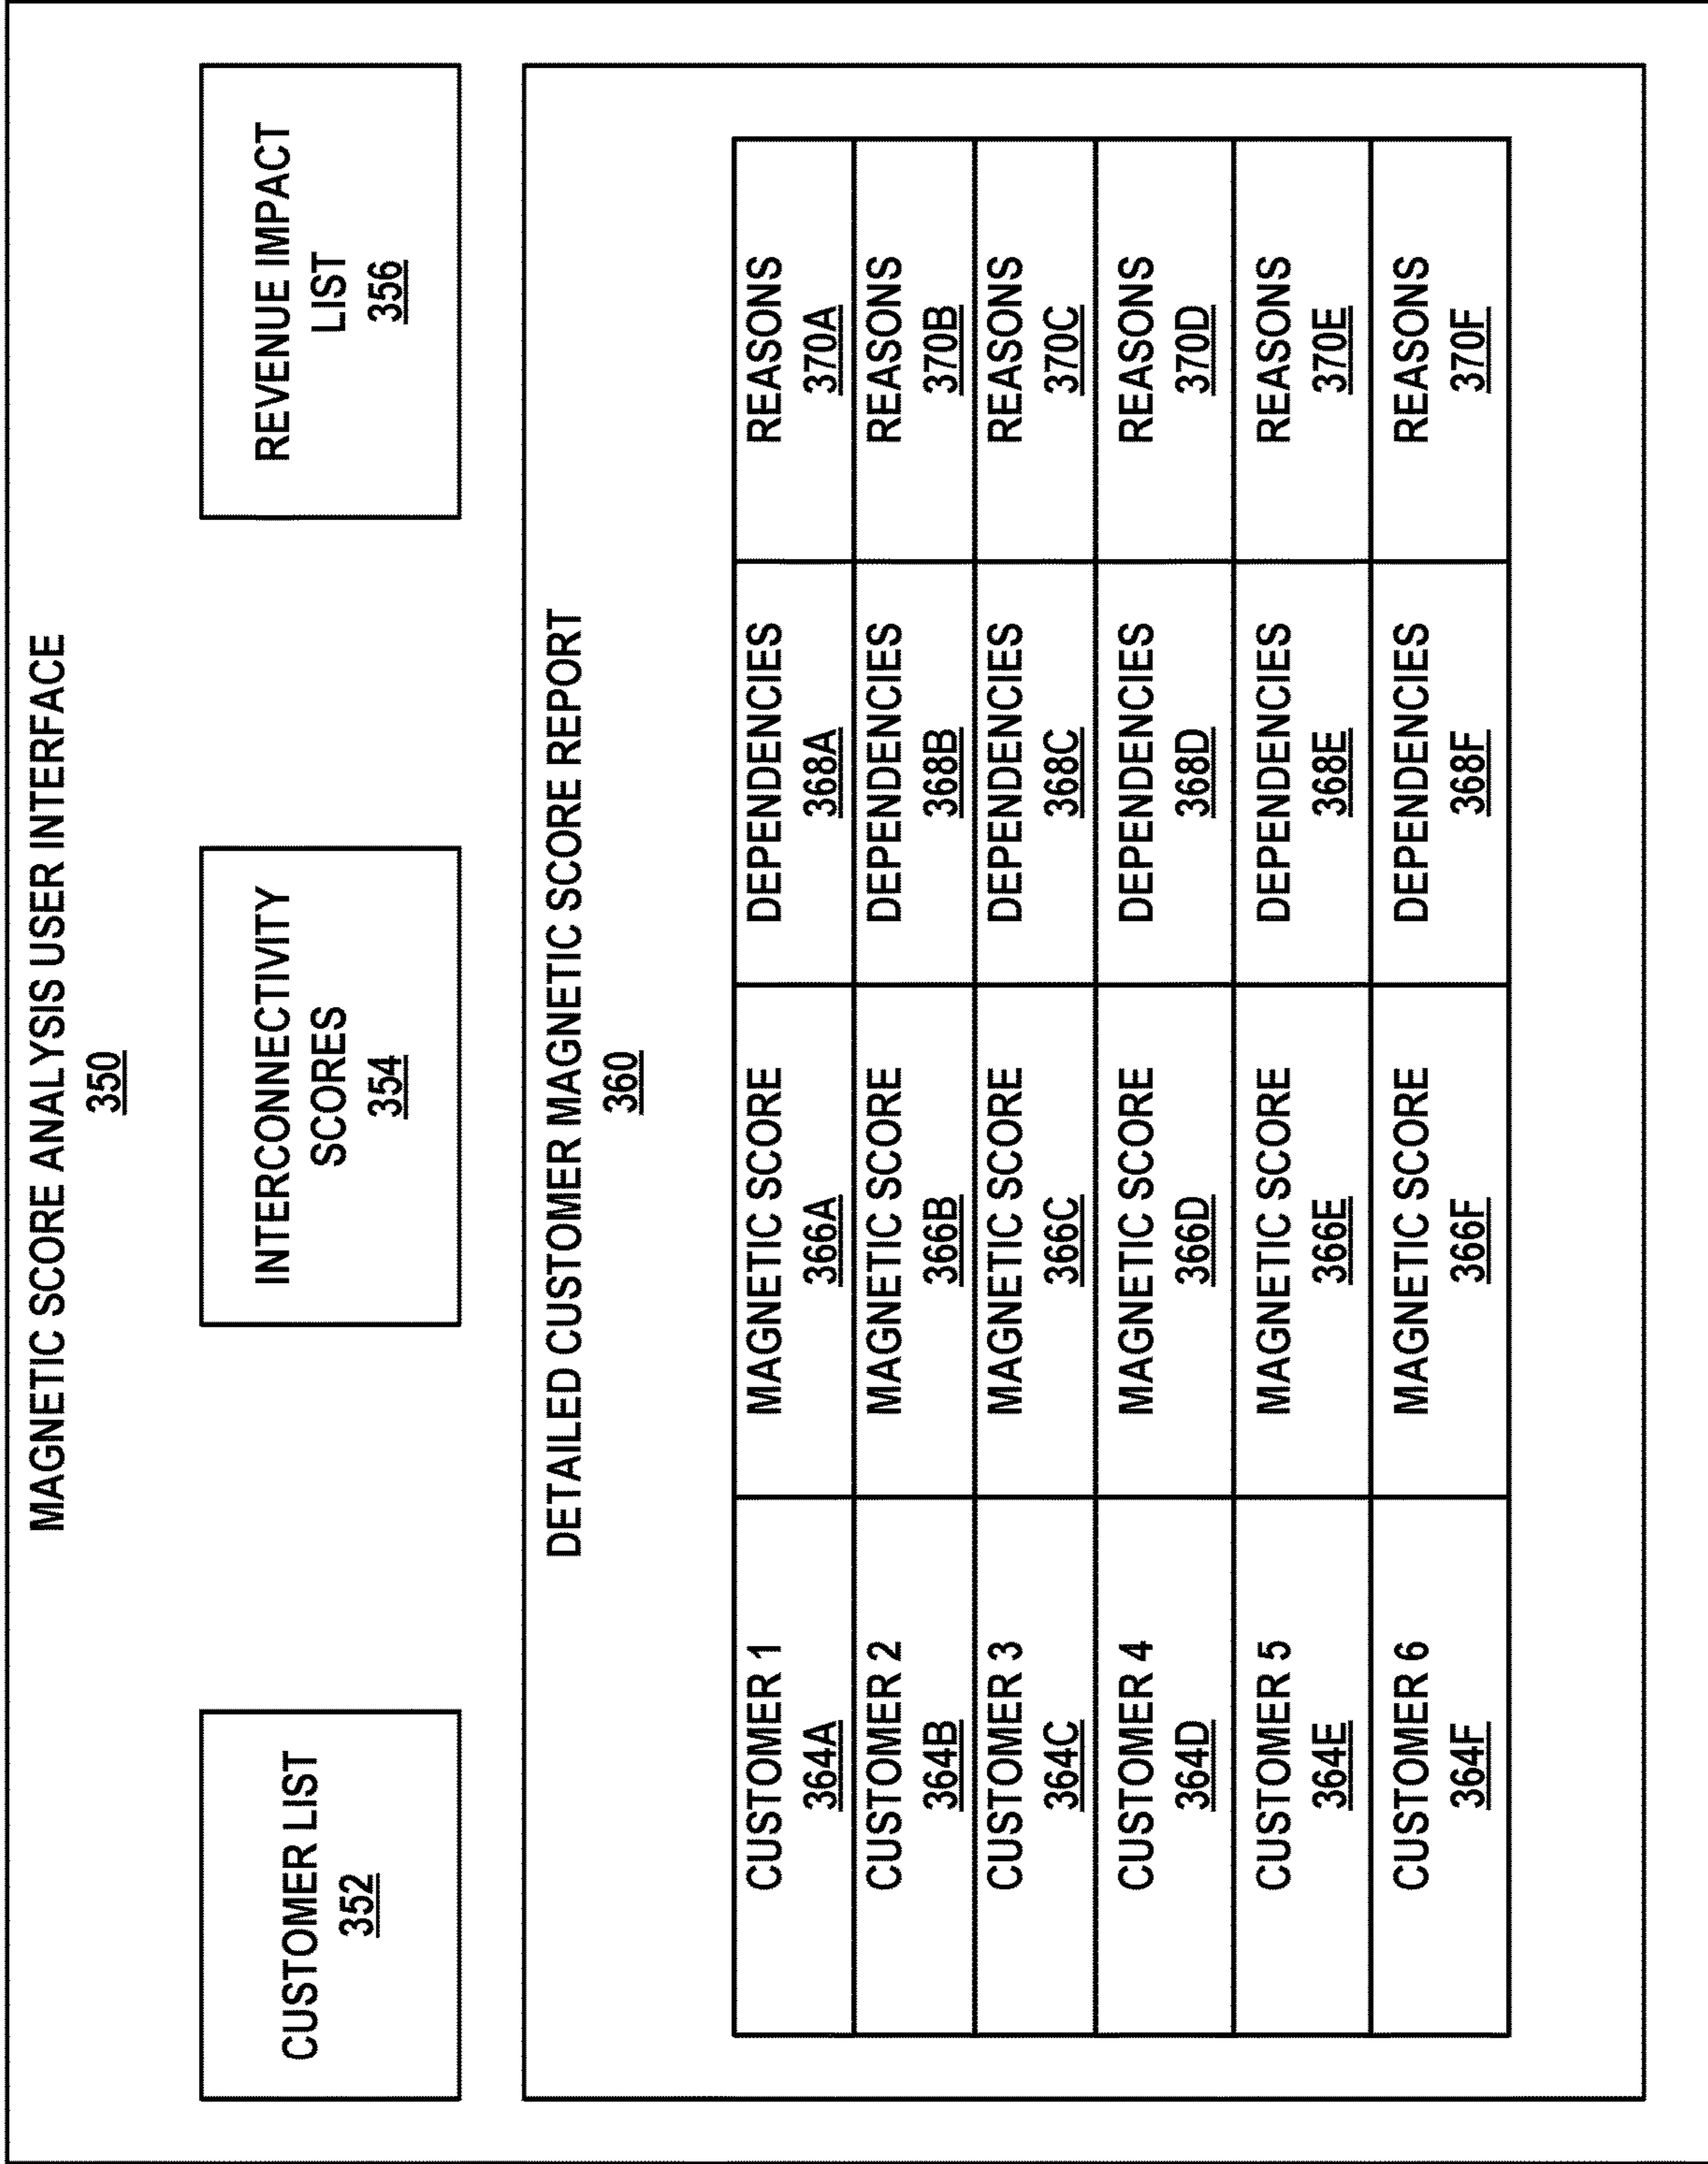 MAGNETIC SCORE ANALYSIS USER INTERFACE
350
CUSTOMER LIST
352
INTERCONNECTIVITY
SCORES
354
REVENUE IMPACT
LIST
356
DETAILED CUSTOMER MAGNETIC SCORE REPORT
360
CUSTOMER 1
364A
MAGNETIC SCORE
366A
DEPENDENCIES
368A
REASONS
370A
CUSTOMER 2
364B
MAGNETIC SCORE
366B
DEPENDENCIES
368B
REASONS
370B
CUSTOMER 3
364C
MAGNETIC SCORE
366C
DEPENDENCIES
368C
REASONS
370C
CUSTOMER 4
364D
MAGNETIC SCORE
366D
DEPENDENCIES
368D
REASONS
370D
CUSTOMER 5
364E
MAGNETIC SCORE
366E
DEPENDENCIES
368E
REASONS
370E
CUSTOMER 6
364F
MAGNETIC SCORE
366F
DEPENDENCIES
368F
REASONS
370F